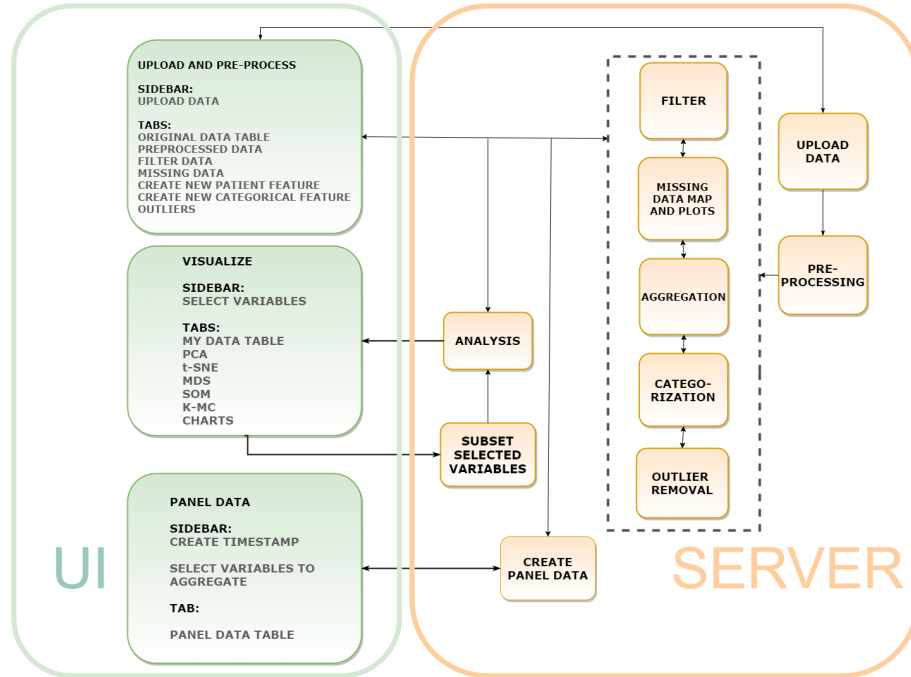 UPLOAD AND PRE-PROCESS
SIDEBAR:
UPLOAD DATA
TABS:
ORIGINAL DATA TABLE
PREPROCESSED DATA
FILTER DATA
MISSING DATA
CREATE NEW PATIENT FEATURE
CREATE NEW CATEGORICAL FEATURE
OUTLIERS
VISUALIZE
SIDEBAR:
SELECT VARIABLES
TABS:
MY DATA TABLE
PCA
t-SNE
MDS
SOM
K-MC
CHARTS
PANEL DATA
SIDEBAR:
CREATE TIMESTAMP
SELECT VARIABLES TO
AGGREGATE
TAB:
PANEL DATA TABLE
UI
ANALYSIS
SUBSET
SELECTED
VARIABLES
CREATE
PANEL DATA
FILTER
MISSING
DATA MAP
AND PLOTS
AGGREGATION
CATEGO-
RIZATION
OUTLIER
REMOVAL
UPLOAD
DATA
PRE-
PROCESSING
SERVER